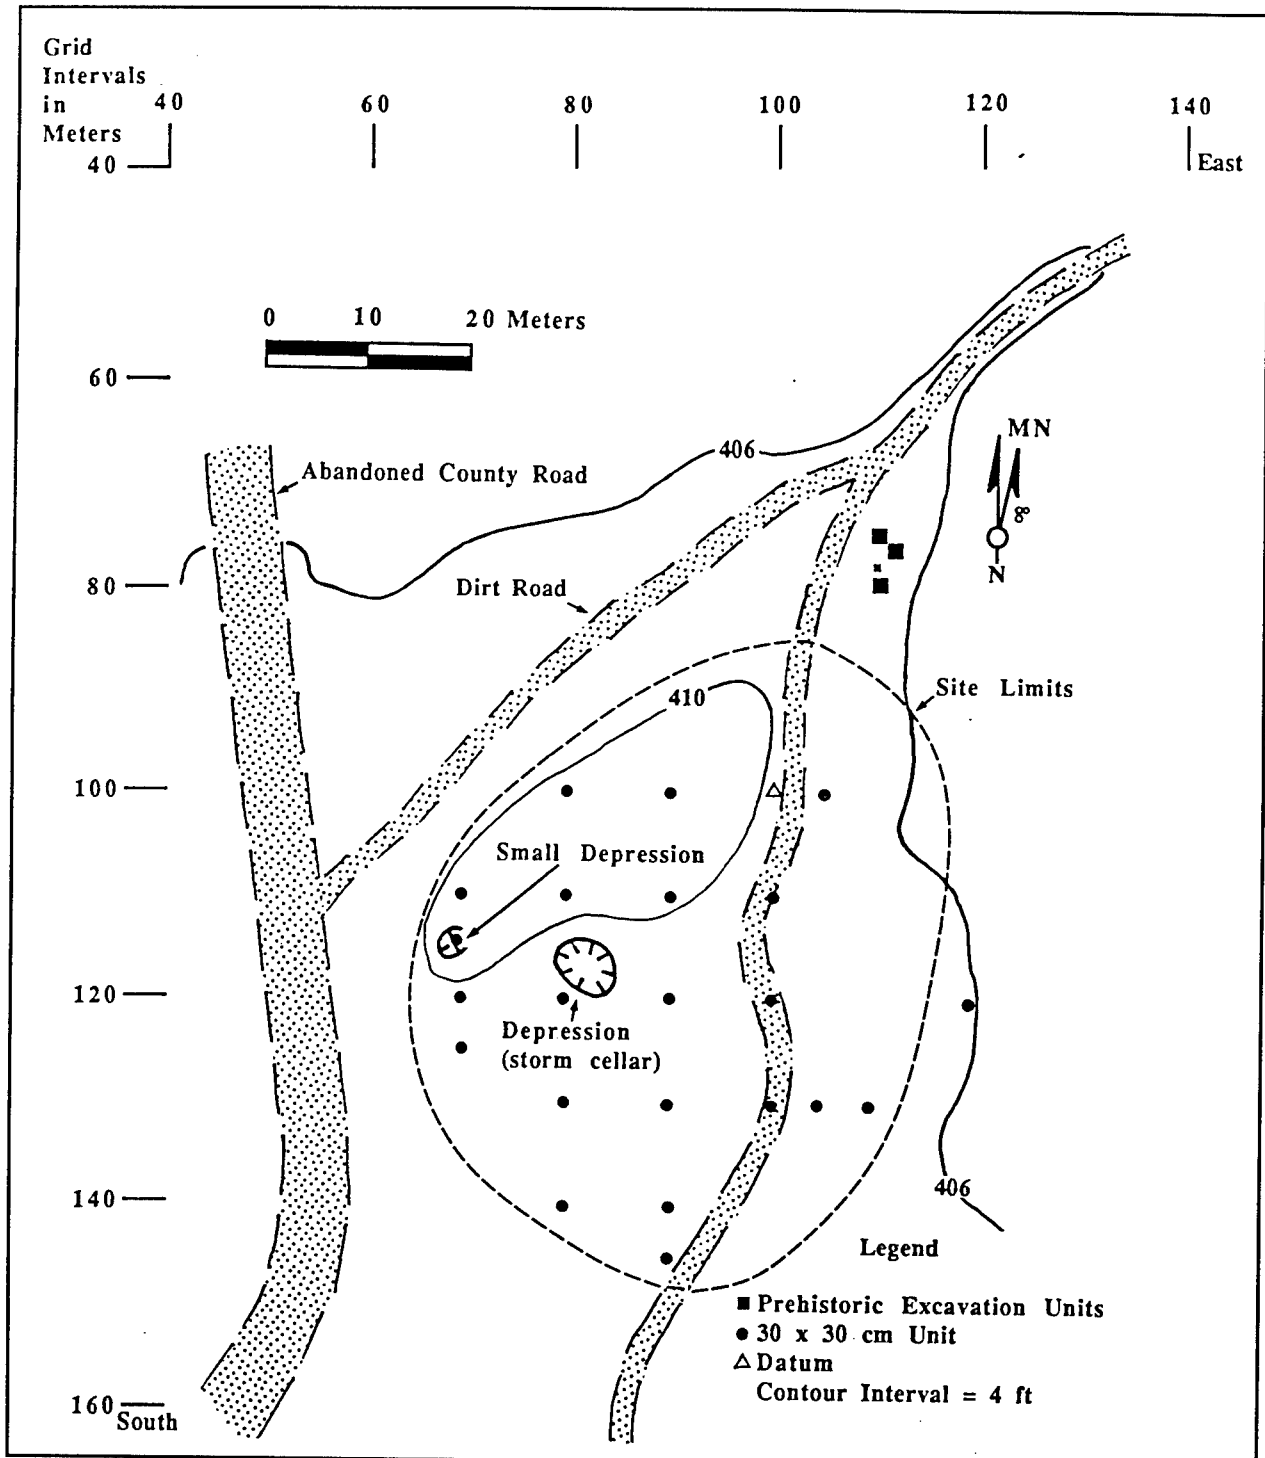 Grid
Intervals
in
Meters
40 60 80 100 120 140
East
40
60
80
100
120
140
160
South
0 10 20 Meters
406
MN
8°
N
Abandoned County Road
Dirt Road
Site Limits
410
Small Depression
Depression
(storm cellar)
406
Legend
Prehistoric Excavation Units
30 x 30 cm Unit
Datum
Contour Interval = 4 ft